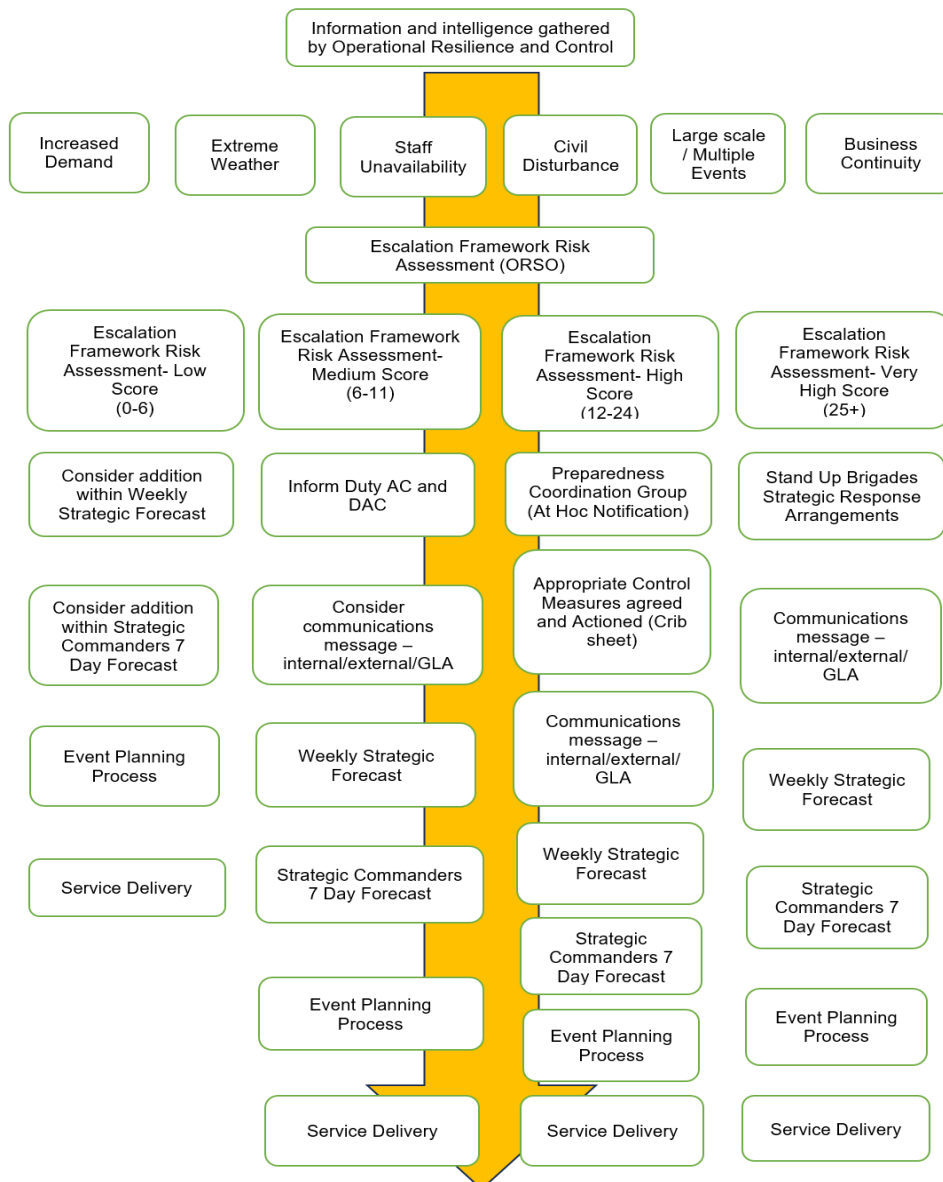 Information and intelligence gathered
by Operational Resilience and Control
Increased
Demand
Extreme
Weather
Staff
Unavailability
Civil
Disturbance
Large scale
/ Multiple
Events
Business
Continuity
Escalation Framework Risk
Assessment (ORSO)
Escalation
Framework Risk
Assessment- Low
Score
(0-6)
Escalation Framework
Risk Assessment-
Medium Score
(6-11)
Escalation
Framework Risk
Assessment- High
Score
(12-24)
Escalation
Framework Risk
Assessment- Very
High Score
(25+)
Consider addition
within Weekly
Strategic Forecast
Inform Duty AC and
DAC
Preparedness
Coordination Group
(At Hoc Notification)
Stand Up Brigades
Strategic Response
Arrangements
Consider addition
within Strategic
Commanders 7
Day Forecast
Consider
communications
message –
internal/external/GLA
Appropriate Control
Measures agreed
and Actioned (Crib
sheet)
Communications
message –
internal/external/
GLA
Event Planning
Process
Weekly Strategic
Forecast
Communications
message –
internal/external/
GLA
Weekly Strategic
Forecast
Service Delivery
Strategic Commanders
7 Day Forecast
Weekly Strategic
Forecast
Strategic
Commanders 7
Day Forecast
Strategic
Commanders 7
Day Forecast
Event Planning
Process
Event Planning
Process
Event Planning
Process
Service Delivery
Service Delivery
Service Delivery